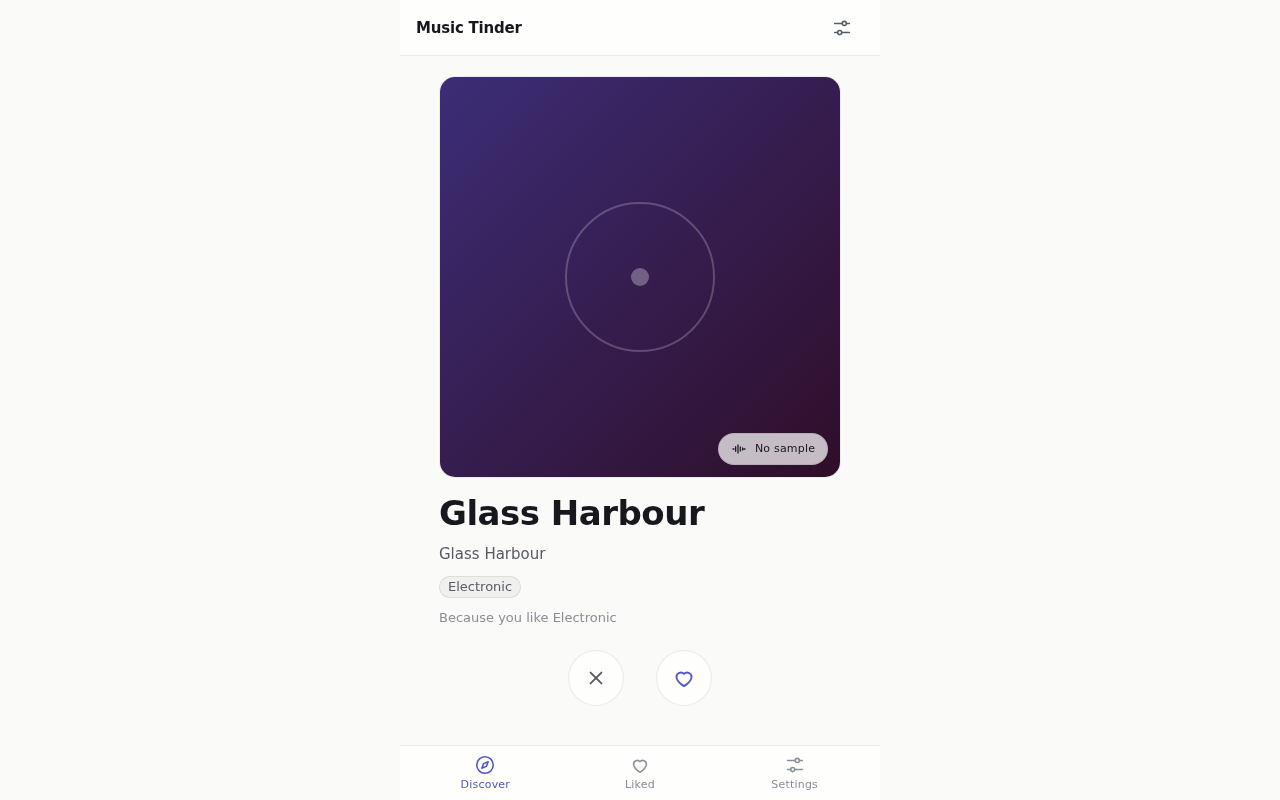 Music Tinder
No sample
Glass Harbour
Glass Harbour
Electronic
Because you like Electronic
Discover
Liked
Settings